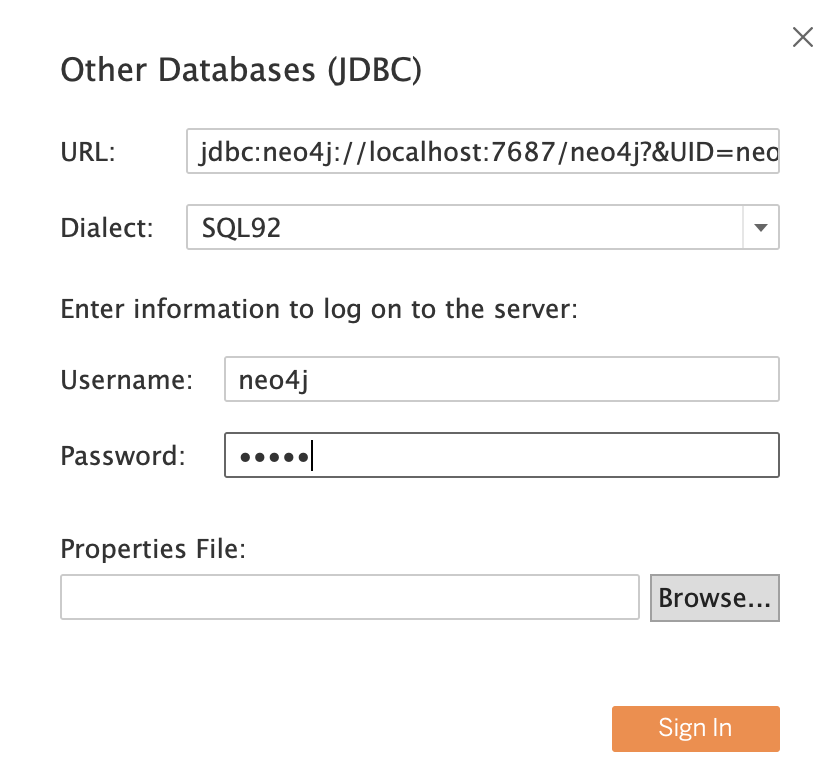 Other Databases (JDBC)
URL: jdbc:neo4j://localhost:7687/neo4j?&UID=neo
Dialect: SQL92
Enter information to log on to the server:
Username: neo4j
Password: •••••
Properties File:
Browse...
Sign In